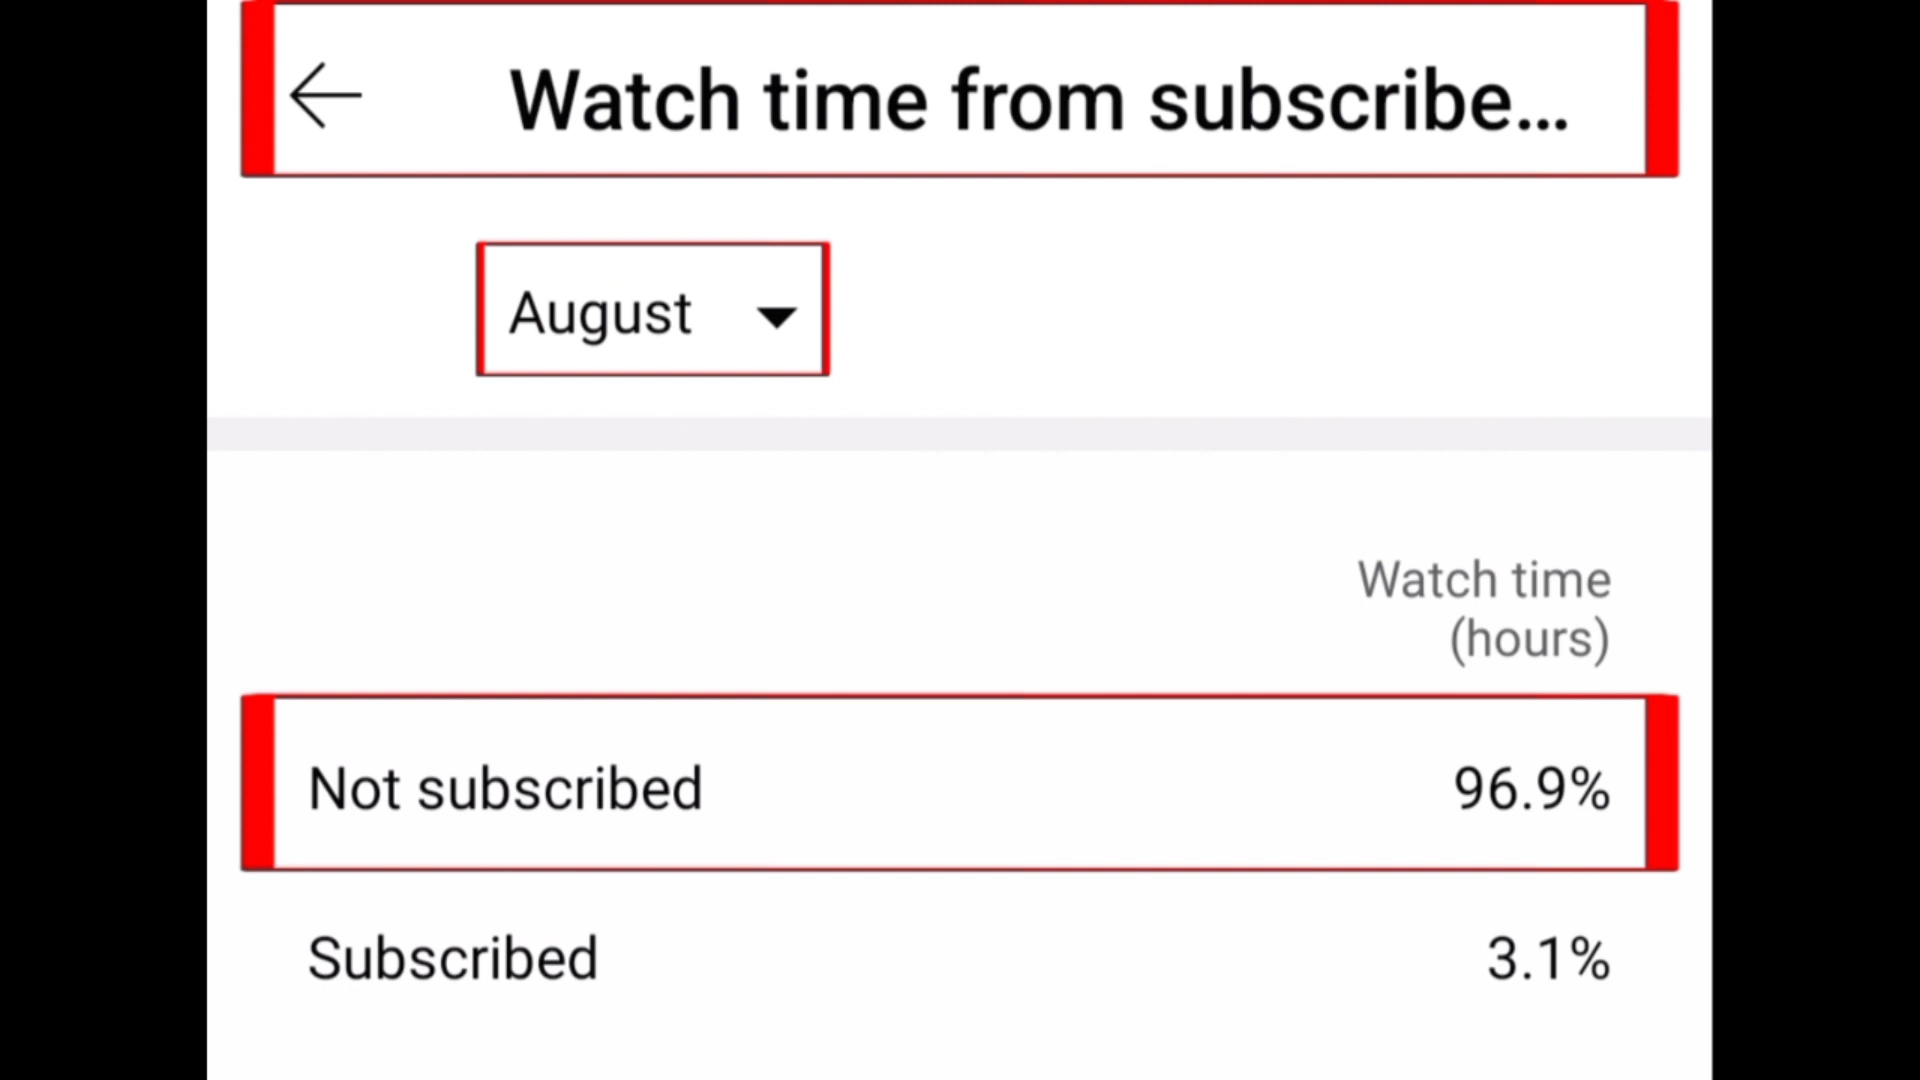 Watch time from subscribe...
August
Watch time
(hours)
Not subscribed 96.9%
Subscribed 3.1%